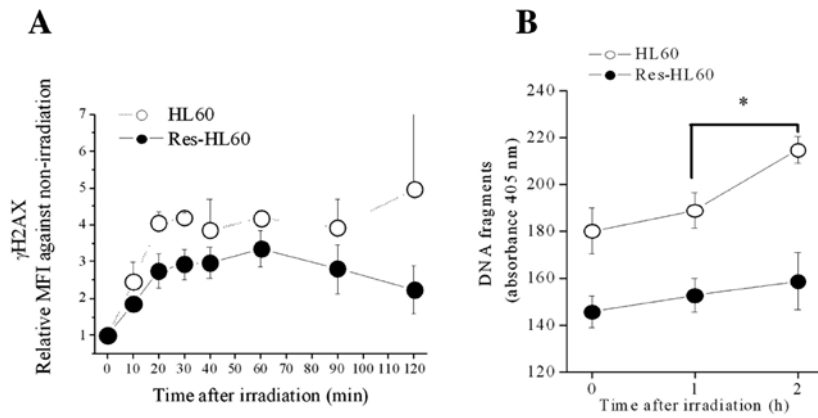 A
HL60
Res-HL60
γH2AX
Relative MFI against non-irradiation
7
6
5
4
3
2
1
0 10 20 30 40 50 60 70 80 90 100 110 120
Time after irradiation (min)
B
HL60
Res-HL60
*
DNA fragments
(absorbance 405 nm)
240
220
200
180
160
140
120
0 1 2
Time after irradiation (h)